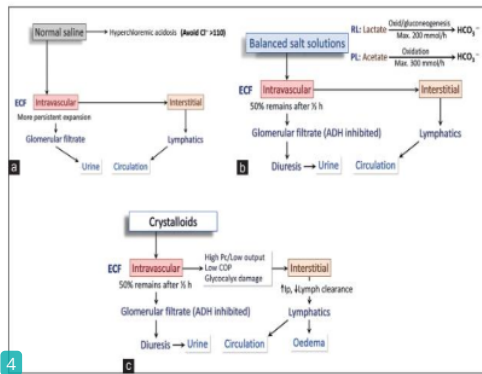 Normal saline
Hyperchloremic acidosis (Avoid Cl⁻ >110)
ECF
Intravascular
Interstitial
More persistent expansion
Glomerular filtrate
Lymphatics
Urine
Circulation
a
Balanced salt solutions
RL: Lactate
Oxid/gluconeogenesis
Max. 200 mmol/h
HCO₃⁻
PL: Acetate
Oxidation
Max. 300 mmol/h
HCO₃⁻
ECF
Intravascular
Interstitial
50% remains after ½ h
Glomerular filtrate (ADH inhibited)
Lymphatics
Diuresis
Urine
Circulation
b
Crystalloids
ECF
Intravascular
High Pc/Low output
Low COP
Glycocalyx damage
Interstitial
50% remains after ½ h
↑Ip, ↓Lymph clearance
Glomerular filtrate (ADH inhibited)
Lymphatics
Diuresis
Urine
Circulation
Oedema
c
4